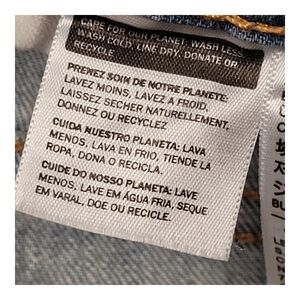 CARE FOR OUR PLANET: WASH LESS,
WASH COLD, LINE DRY, DONATE OR
RECYCLE.
PRENEZ SOIN DE NOTRE PLANETE:
LAVEZ MOINS, LAVEZ A FROID,
LAISSEZ SECHER NATURELLEMENT,
DONNEZ OU RECYCLEZ
CUIDA NUESTRO PLANETA: LAVA
MENOS, LAVA EN FRIO, TIENDE LA
ROPA, DONA O RECICLA.
CUIDE DO NOSSO PLANETA: LAVE
MENOS, LAVE EM ÁGUA FRIA, SEQUE
EM VARAL, DOE OU RECICLE.